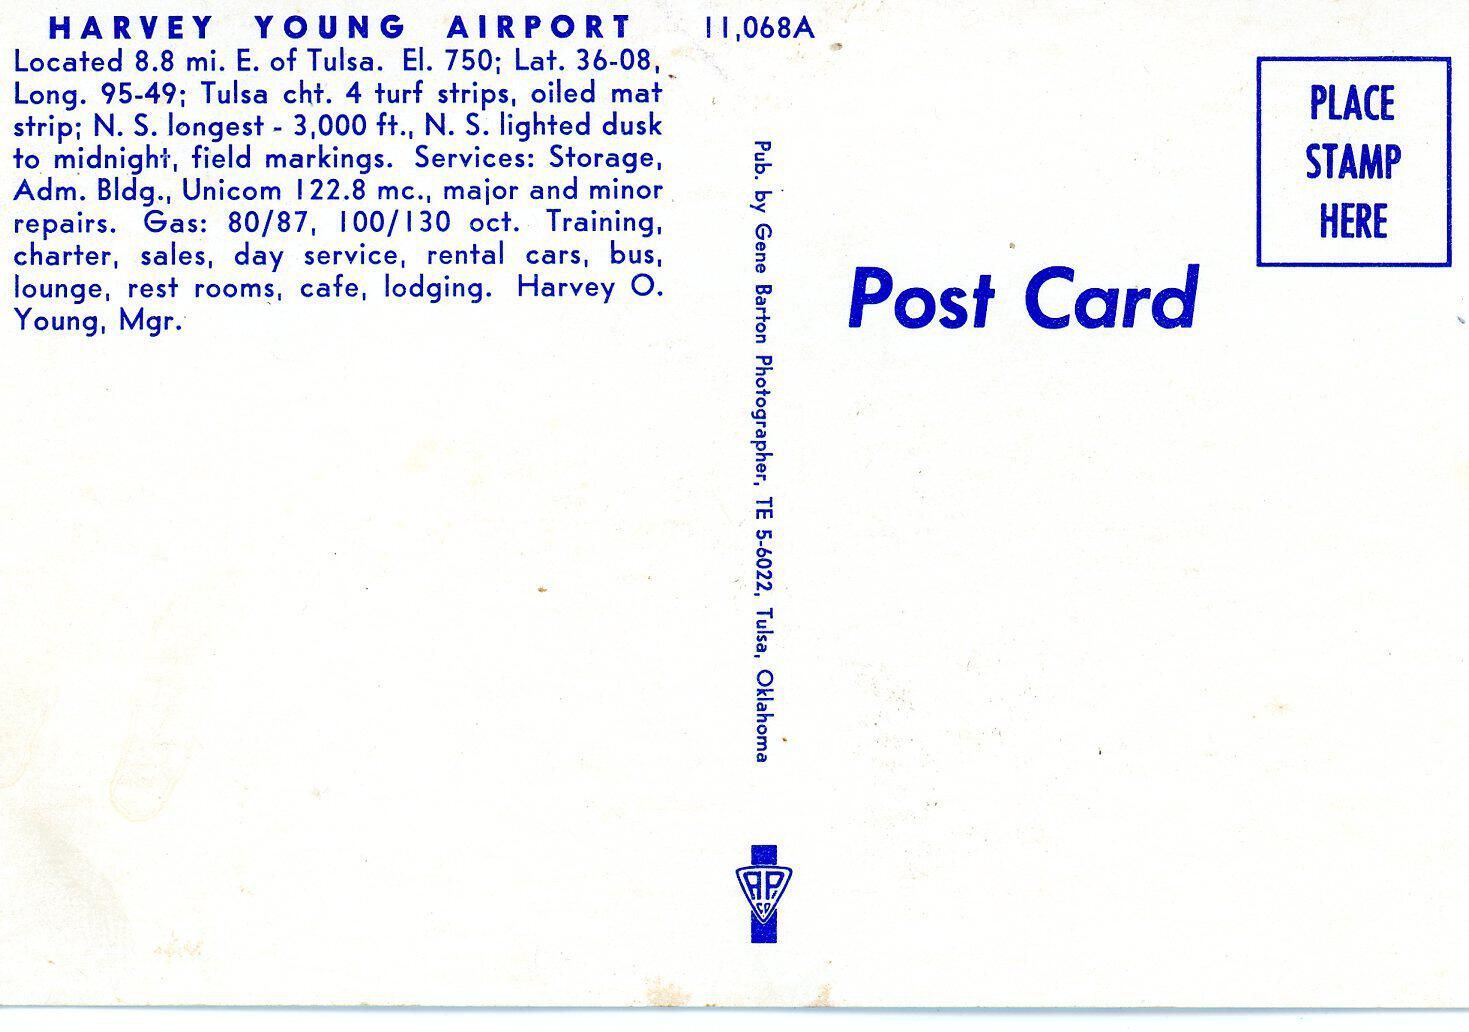 HARVEY YOUNG AIRPORT
Located 8.8 mi. E. of Tulsa. El. 750; Lat. 36-08,
Long. 95-49; Tulsa cht. 4 turf strips, oiled mat
strip; N. S. longest - 3,000 ft., N. S. lighted dusk
to midnight, field markings. Services: Storage,
Adm. Bldg., Unicom 122.8 mc., major and minor
repairs. Gas: 80/87, 100/130 oct. Training,
charter, sales, day service, rental cars, bus,
lounge, rest rooms, cafe, lodging. Harvey O.
Young, Mgr.
11,068A
Pub. by Gene Barton Photographer, TE 5-6022, Tulsa, Oklahoma
AP
CO
Post Card
PLACE
STAMP
HERE